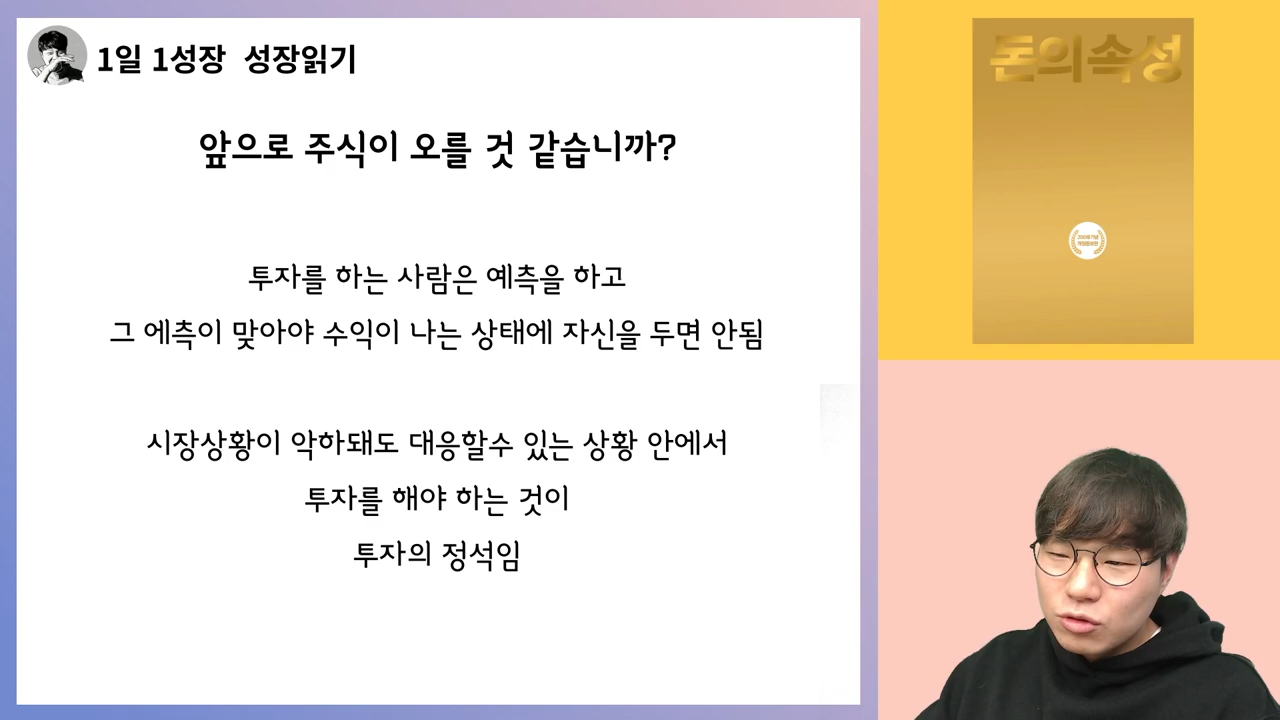 1일 1성장 성장읽기
앞으로 주식이 오를 것 같습니까?
투자를 하는 사람은 예측을 하고
그 에측이 맞아야 수익이 나는 상태에 자신을 두면 안됨
시장상황이 악하돼도 대응할수 있는 상황 안에서
투자를 해야 하는 것이
투자의 정석임
돈의 속성